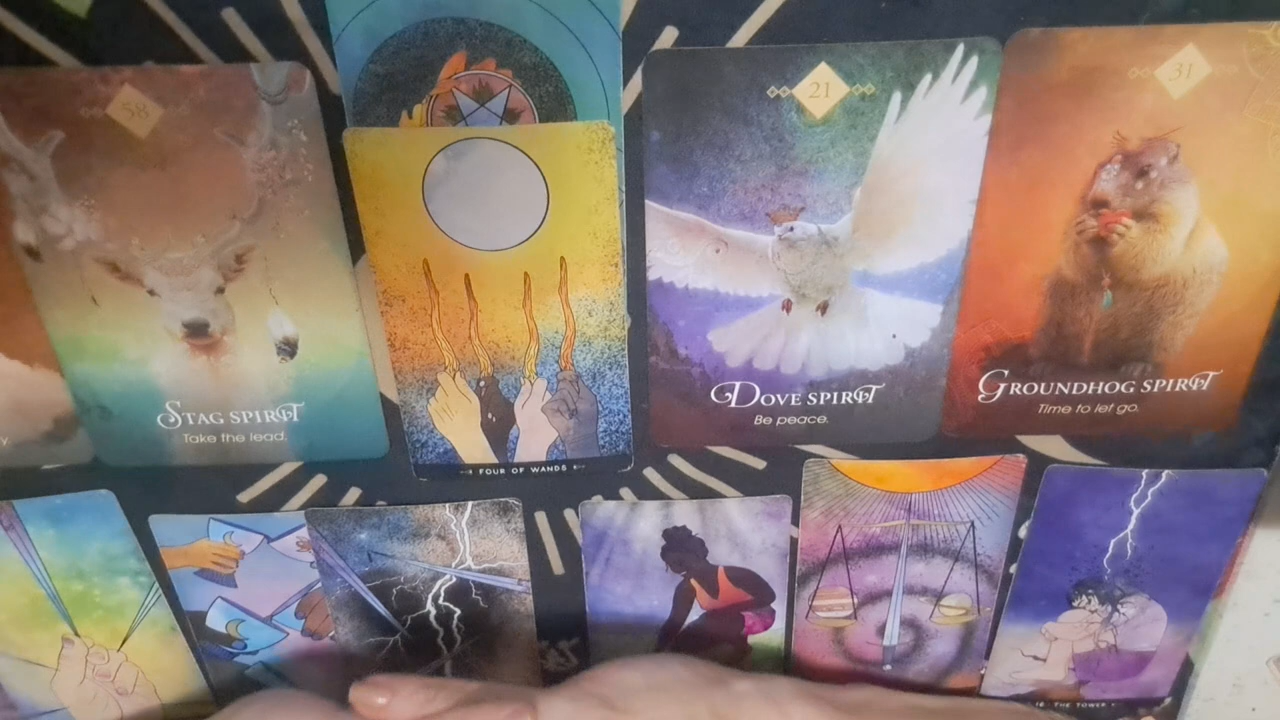 58
STAG SPIRIT
Take the lead.
FOUR OF WANDS
21
DOVE SPIRIT
Be peace.
31
GROUNDHOG SPIRIT
Time to let go.
16 · THE TOWER